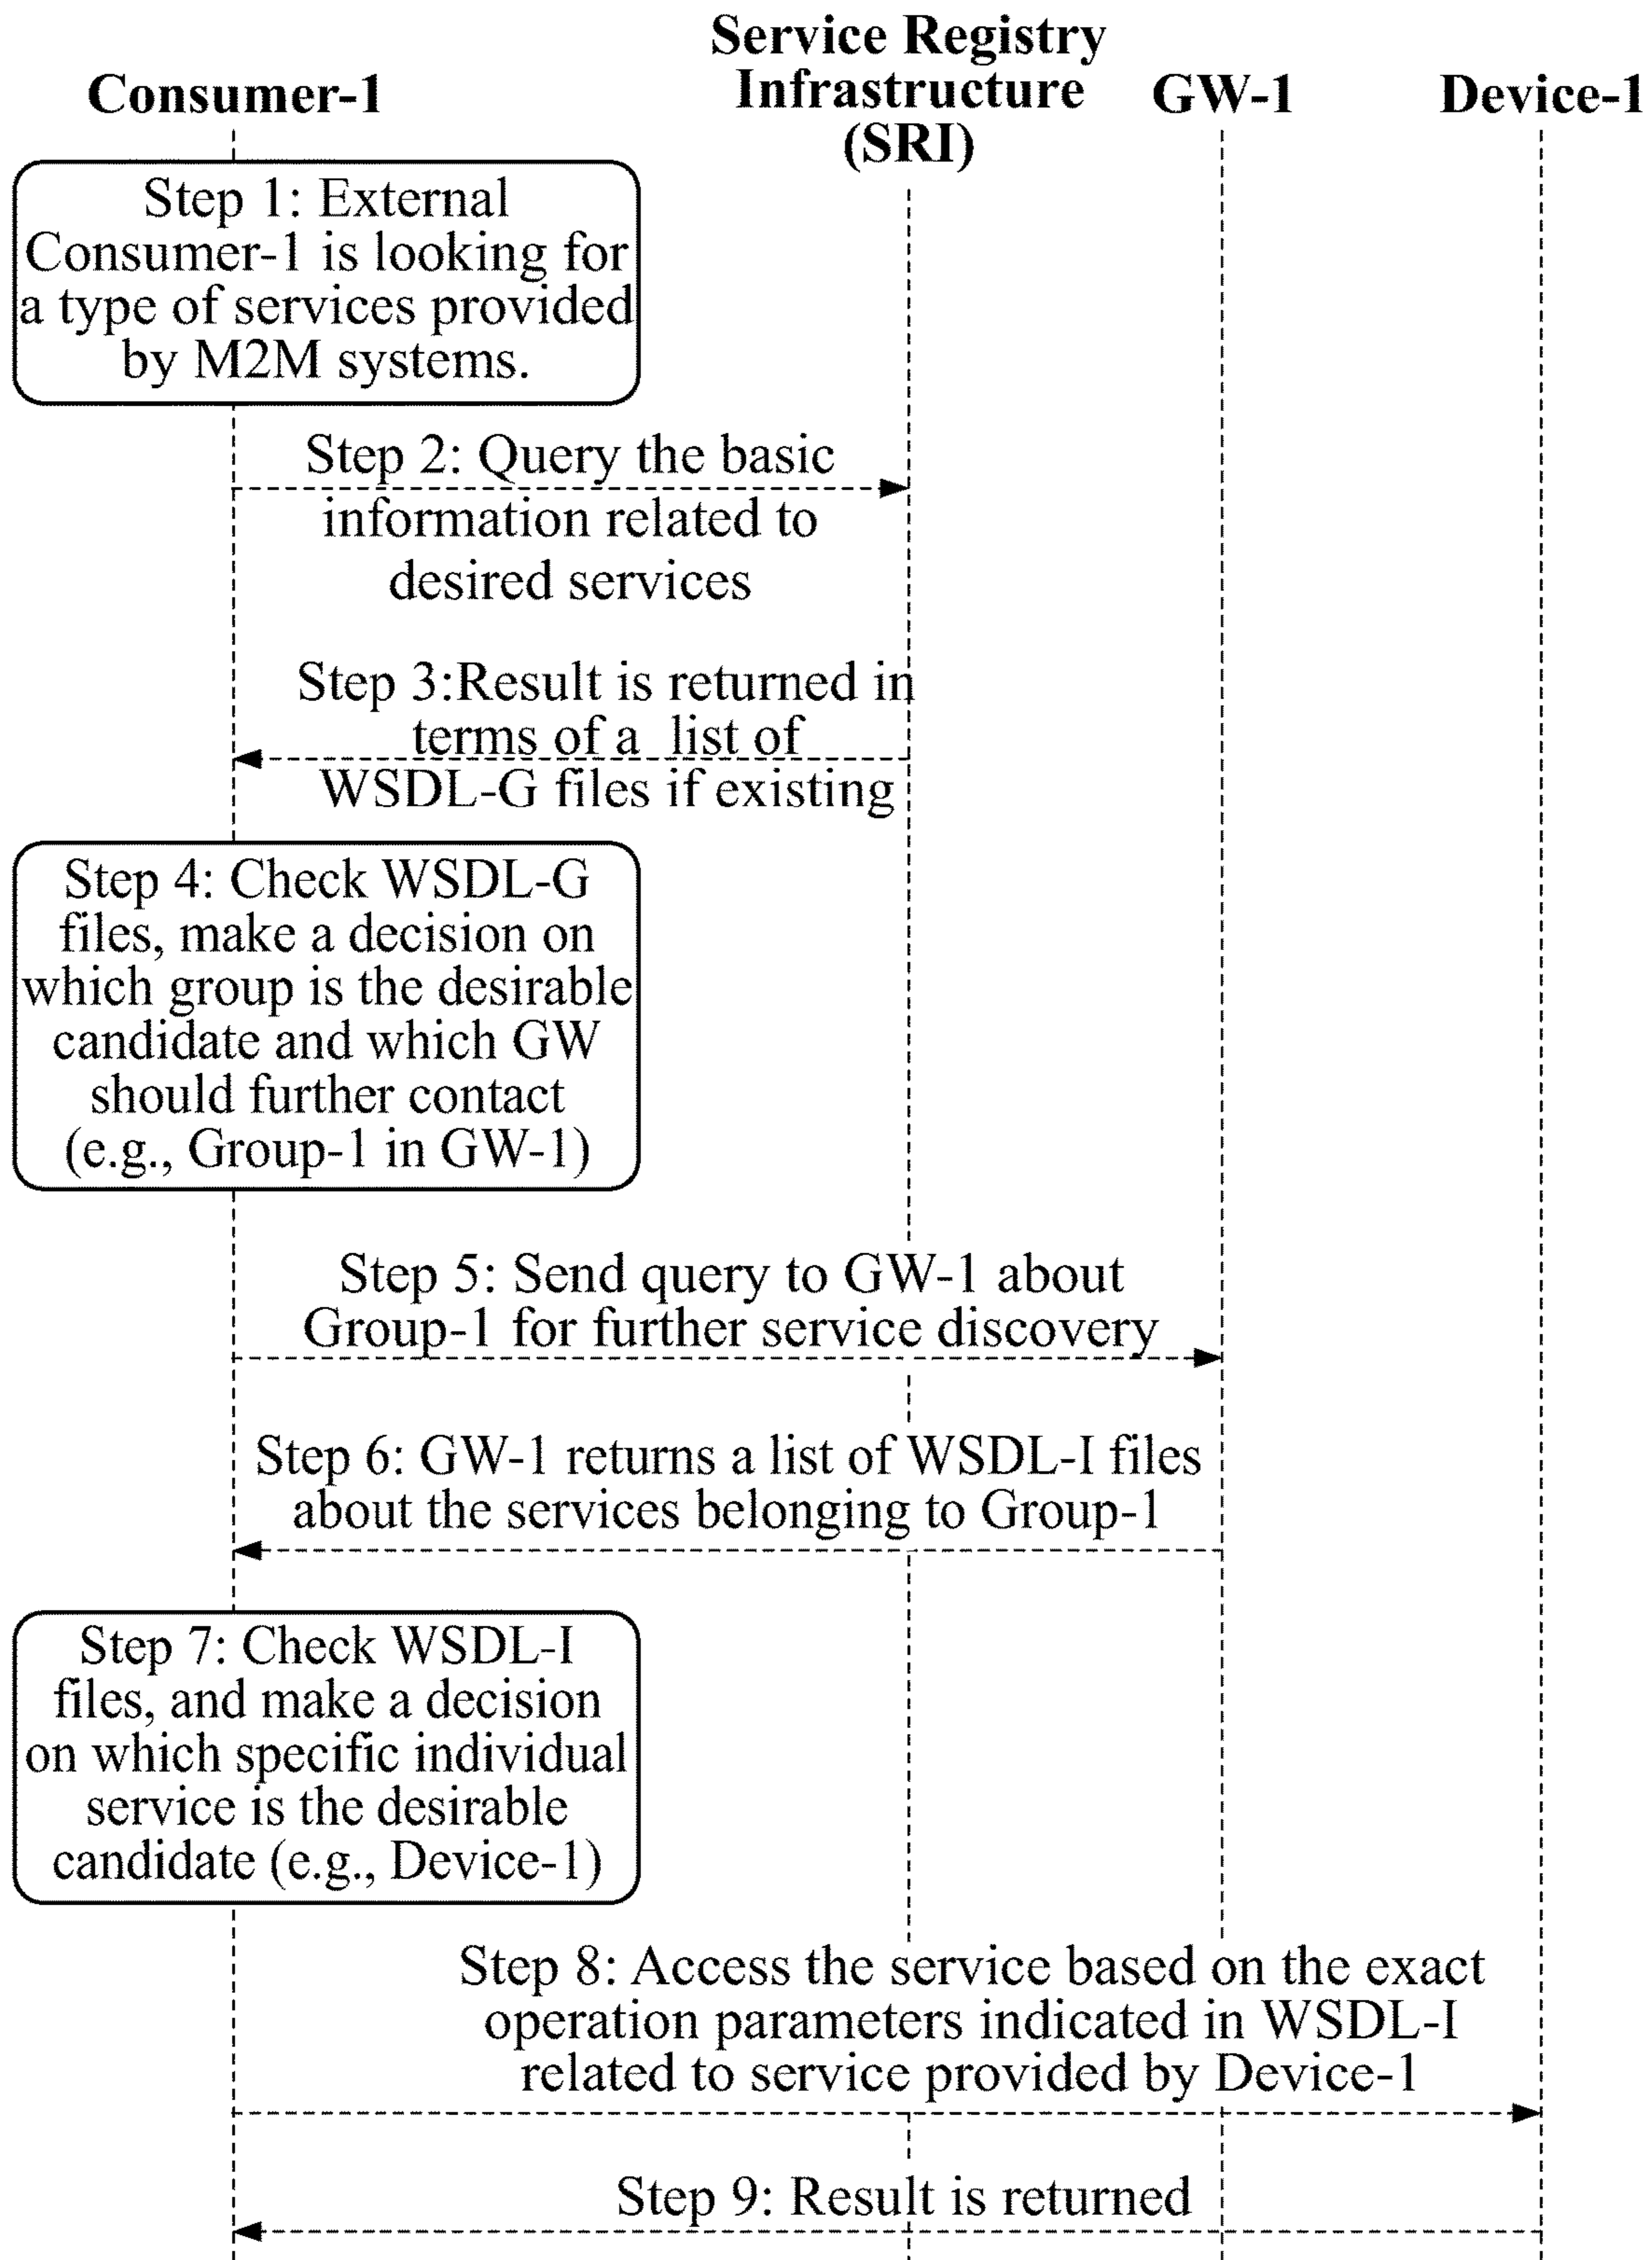 Consumer-1
Service Registry
Infrastructure
(SRI)
GW-1
Device-1
Step 1: External
Consumer-1 is looking for
a type of services provided
by M2M systems.
Step 2: Query the basic
information related to
desired services
Step 3:Result is returned in
terms of a list of
WSDL-G files if existing
Step 4: Check WSDL-G
files, make a decision on
which group is the desirable
candidate and which GW
should further contact
(e.g., Group-1 in GW-1)
Step 5: Send query to GW-1 about
Group-1 for further service discovery
Step 6: GW-1 returns a list of WSDL-I files
about the services belonging to Group-1
Step 7: Check WSDL-I
files, and make a decision
on which specific individual
service is the desirable
candidate (e.g., Device-1)
Step 8: Access the service based on the exact
operation parameters indicated in WSDL-I
related to service provided by Device-1
Step 9: Result is returned